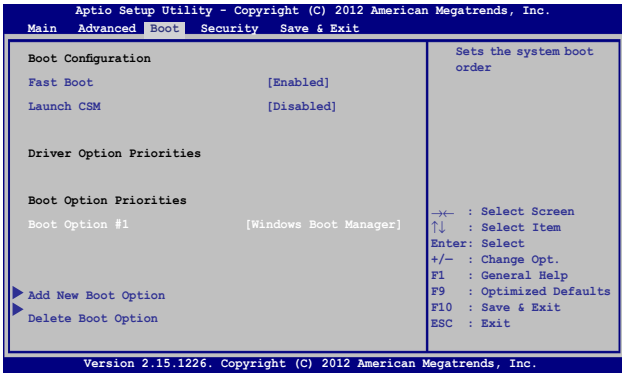 Aptio Setup Utility - Copyright (C) 2012 American Megatrends, Inc.
Main Advanced Boot Security Save & Exit
Boot Configuration
Fast Boot [Enabled]
Launch CSM [Disabled]
Driver Option Priorities
Boot Option Priorities
Boot Option #1 [Windows Boot Manager]
Add New Boot Option
Delete Boot Option
Sets the system boot
order
→← : Select Screen
↑↓ : Select Item
Enter: Select
+/— : Change Opt.
F1 : General Help
F9 : Optimized Defaults
F10 : Save & Exit
ESC : Exit
Version 2.15.1226. Copyright (C) 2012 American Megatrends, Inc.